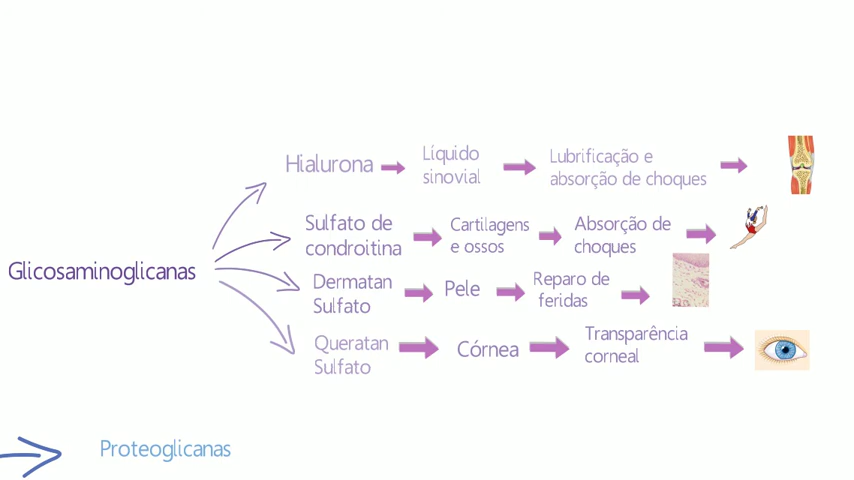 Glicosaminoglicanas
Hialurona
Líquido
sinovial
Lubrificação e
absorção de choques
Sulfato de
condroitina
Cartilagens
e ossos
Absorção de
choques
Dermatan
Sulfato
Pele
Reparo de
feridas
Queratan
Sulfato
Córnea
Transparência
corneal
Proteoglicanas